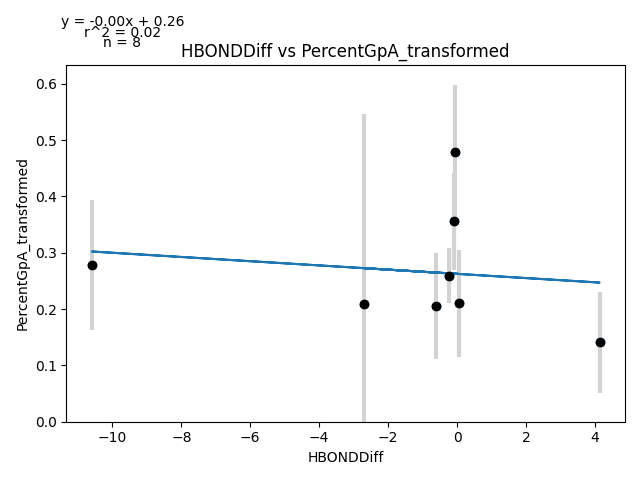 y = -0.00x + 0.26
r^2 = 0.02
n = 8
HBONDDiff vs PercentGpA_transformed
PercentGpA_transformed
0.6
0.5
0.4
0.3
0.2
0.1
0.0
−10
−8
−6
−4
−2
0
2
4
HBONDDiff